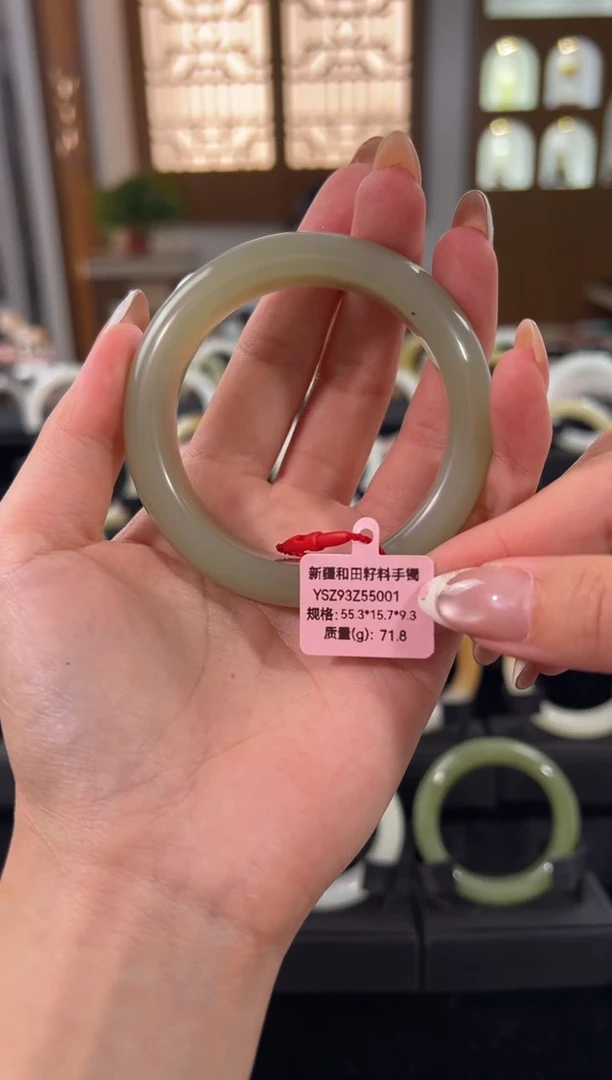 新疆和田籽料手镯
YSZ93Z55001
规格: 55.3*15.7*9.3
质量(g): 71.8